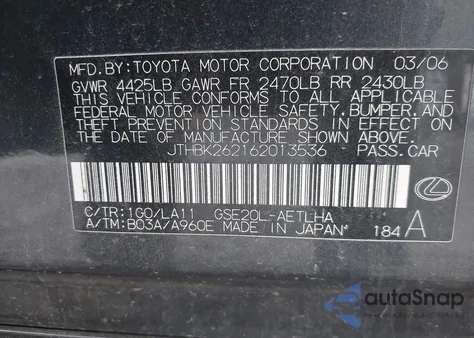 MFD.BY:TOYOTA MOTOR CORPORATION 03/06
GVWR 4425LB GAWR FR 2470LB RR 2430LB
THIS VEHICLE CONFORMS TO ALL APPLICABLE
FEDERAL MOTOR VEHICLE SAFETY, BUMPER, AND
THEFT PREVENTION STANDARDS IN EFFECT ON
THE DATE OF MANUFACTURE SHOWN ABOVE.
JTHBK262162013536 PASS.CAR
C/TR:1G0/LA11 GSE20L-AETLHA
A/TM:B03A/A960E MADE IN JAPAN
184 A
autoSnap